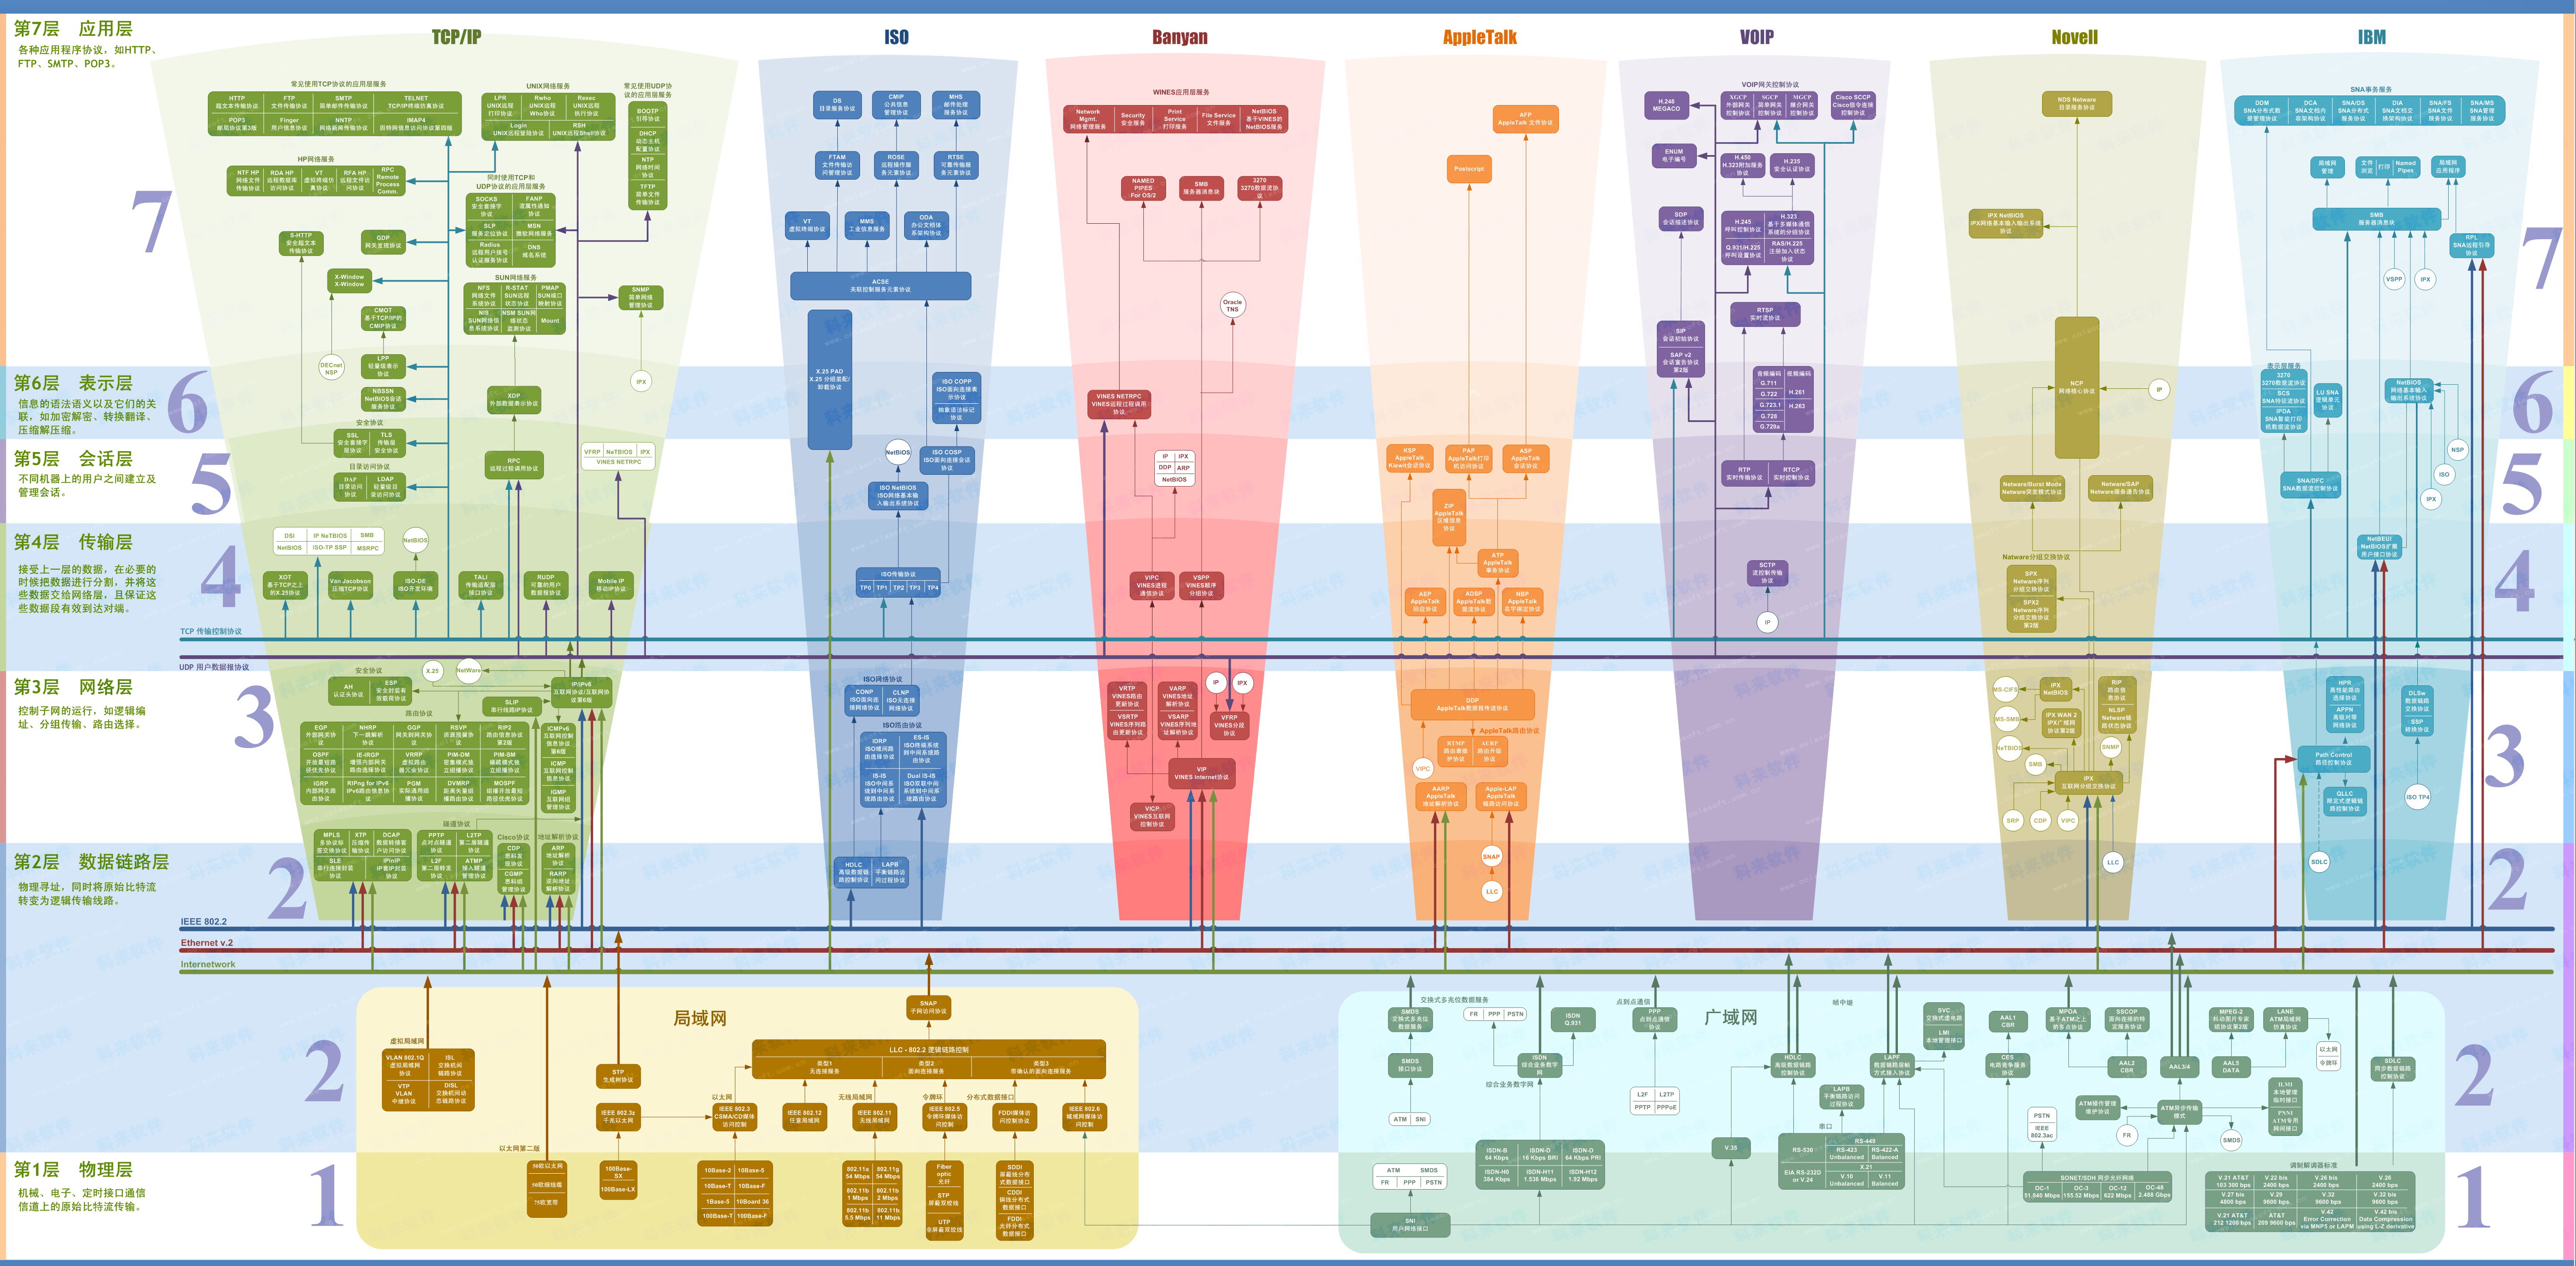 第7层 应用层
各种应用程序协议，如HTTP、
FTP、SMTP、POP3。
TCP/IP
ISO
Banyan
AppleTalk
VOIP
Novell
IBM
常见使用TCP协议的应用层服务
HTTP
超文本传输协议
FTP
文件传输协议
SMTP
简单邮件传输协议
TELNET
TCP/IP终端仿真协议
POP3
邮局协议第3版
Finger
用户信息协议
NNTP
网络新闻传输协议
IMAP4
因特网信息访问协议第四版
UNIX网络服务
LPR
UNIX远程
打印协议
Rwho
UNIX远程
Who协议
Rexec
UNIX远程
执行协议
Login
UNIX远程登陆协议
RSH
UNIX远程Shell协议
常见使用UDP协
议的应用层服务
BOOTP
引导协议
DHCP
动态主机
配置协议
NTP
网络时间
协议
TFTP
简单文件
传输协议
HP网络服务
NTF HP
网络文件
传输协议
RDA HP
远程数据库
访问协议
VT
虚拟终端仿
真协议
RFA HP
远程文件访
问协议
RPC
Remote
Process
Comm.
同时使用TCP和
UDP协议的应用层服务
SOCKS
安全套接字
协议
FANP
流属性通知
协议
SLP
服务定位协议
MSN
微软网络服务
Radius
远程用户拨号
认证服务协议
DNS
域名系统
S-HTTP
安全超文本
传输协议
GDP
网关发现协议
X-Window
X-Window
SUN网络服务
NFS
网络文件
系统协议
R-STAT
SUN远程
状态协议
PMAP
SUN端口
映射协议
NIS
SUN网络信
息系统协议
NSM SUN网
络状态
监测协议
Mount
SNMP
简单网络
管理协议
CMOT
基于TCP/IP的
CMIP协议
DECnet
NSP
LPP
轻量级表示
协议
IPX
DS
目录服务协议
CMIP
公共信息
管理协议
MHS
邮件处理
服务协议
FTAM
文件传输访
问管理协议
ROSE
远程操作服
务元素协议
RTSE
可靠传输服
务元素协议
VT
虚拟终端协议
MMS
工业信息服务
ODA
办公文档体
系架构协议
ACSE
关联控制服务元素协议
X.25 PAD
X.25 分组装配/
卸载协议
WINES应用层服务
Network
Mgmt.
网络管理服务
Security
安全服务
Print
Service
打印服务
File Service
文件服务
NetBIOS
基于VINES的
NetBIOS服务
NAMED
PIPES
For OS/2
SMB
服务器消息块
3270
3270数据流协
议
Oracle
TNS
AFP
AppleTalk 文件协议
Postscript
VOIP网关控制协议
H.248
MEGACO
XGCP
外部网关
控制协议
SGCP
简单网关
控制协议
MGCP
媒介网关
控制协议
Cisco SCCP
Cisco信令连接
控制协议
ENUM
电子编号
H.450
H.323附加服务
协议
H.235
安全认证协议
SDP
会话描述协议
H.245
呼叫控制协议
H.323
基于多媒体通信
系统的分组协议
Q.931/H.225
呼叫设置协议
RAS/H.225
注册加入状态
协议
RTSP
实时流协议
SIP
会话初始协议
SAP v2
会话宣告协议
第2版
NDS Netware
目录服务协议
IPX NetBIOS
IPX网络基本输入输出系统
协议
NCP
网络核心协议
IP
SNA事务服务
DDM
SNA分布式数
据管理协议
DCA
SNA文档内
容架构协议
SNA/DS
SNA分布式
服务协议
DIA
SNA文档交
换架构协议
SNA/FS
SNA文件
服务协议
SNA/MS
SNA管理
服务协议
局域网
管理
文件
浏览
打印
Named
Pipes
局域网
应用程序
SMB
服务器消息块
RPL
SNA远程引导
协议
VSPP
IPX
7
7
第6层 表示层
信息的语法语义以及它们的关
联，如加密解密、转换翻译、
压缩解压缩。
6
NBSSN
NetBIOS会话
服务协议
XDP
外部数据表示协议
安全协议
SSL
安全套接字
层协议
TLS
传输层
安全协议
ISO COPP
ISO面向连接表
示协议
抽象语法标记
协议
VINES NETRPC
VINES远程过程调用
协议
音频编码
视频编码
G.711
G.722
G.723.1
G.728
G.729a
H.261
H.263
表示层服务
3270
3270数据流协议
SCS
SNA特征流协议
IPDA
SNA智能打印
机数据流协议
LU SNA
逻辑单元
协议
NetBIOS
网络基本输入
输出系统协议
6
第5层 会话层
不同机器上的用户之间建立及
管理会话。
5
目录访问协议
DAP
目录访问
协议
LDAP
轻量级目
录访问协议
RPC
远程过程调用协议
VFRP
NeTBIOS
IPX
VINES NETRPC
NetBIOS
ISO COSP
ISO面向连接会话
协议
ISO NetBIOS
ISO网络基本输
入输出系统协议
IP
IPX
DDP
ARP
NetBIOS
KSP
AppleTalk
Kiewit会话协议
PAP
AppleTalk打印
机访问协议
ASP
AppleTalk
会话协议
ZIP
AppleTalk
区域信息
协议
RTP
实时传输协议
RTCP
实时控制协议
Netware/Burst Mode
Netware突发模式协议
Netware/SAP
Netware服务通告协议
SNA/DFC
SNA数据流控制协议
NSP
ISO
IPX
5
第4层 传输层
接受上一层的数据，在必要的
时候把数据进行分割，并将这
些数据交给网络层，且保证这
些数据段有效到达对端。
4
DSI
IP NeTBIOS
SMB
NetBIOS
ISO-TP SSP
MSRPC
NetBIOS
XOT
基于TCP之上
的X.25协议
Van Jacobson
压缩TCP协议
ISO-DE
ISO开发环境
TALI
传输适配层
接口协议
RUDP
可靠的用户
数据报协议
Mobile IP
移动IP协议
ISO传输协议
TP0
TP1
TP2
TP3
TP4
VIPC
VINES进程
通信协议
VSPP
VINES顺序
分组协议
ATP
AppleTalk
事务协议
AEP
AppleTalk
回应协议
ADSP
AppleTalk数
据流协议
NBP
AppleTalk
名字绑定协议
SCTP
流控制传输
协议
IP
Natware分组交换协议
SPX
Netware序列
分组交换协议
SPX2
Netware序列
分组交换协议
第2版
NetBEUI
NetBIOS扩展
用户接口协议
4
TCP 传输控制协议
UDP 用户数据报协议
第3层 网络层
控制子网的运行，如逻辑编
址、分组传输、路由选择。
3
安全协议
X.25
NetWare
AH
认证头协议
ESP
安全封装有
效载荷协议
IP/IPv6
互联网协议/互联网协
议第6版
SLIP
串行线路IP协议
路由协议
EGP
外部网关协
议
NHRP
下一跳解析
协议
GGP
网关到网关协
议
RSVP
资源预留协
议
RIP2
路由信息协议
第2版
OSPF
开放最短路
径优先协议
IE-IRGP
增强内部网关
路由选择协议
VRRP
虚拟路由
器冗余协议
PIM-DM
密集模式独
立组播协议
PIM-SM
稀疏模式独
立组播协议
IGRP
内部网关路
由协议
RIPng for IPv6
IPv6路由信息协
议
PGM
实际通用组
播协议
DVMRP
距离矢量组
播路由协议
MOSPF
组播开放最短
路径优先协议
ICMPv6
互联网控制
信息协议
第6版
ICMP
互联网控制
信息协议
IGMP
互联网组
管理协议
ISO网络协议
CONP
ISO面向连
接网络协议
CLNP
ISO无连接
网络协议
ISO路由协议
IDRP
ISO域间路
由选择协议
ES-IS
ISO终端系统
到中间系统路
由协议
IS-IS
ISO中间系
统到中间系
统路由协议
Dual IS-IS
ISO互联中间
系统到中间系
统路由协议
VRTP
VINES路由
更新协议
VSRTP
VINES序列路
由更新协议
VARP
VINES地址
解析协议
VSARP
VINES序列地
址解析协议
IP
IPX
VFRP
VINES分段
协议
VIP
VINES Internet协议
VICP
VINES互联网
控制协议
DDP
AppleTalk数据报传送协议
AppleTalk路由协议
RTMP
路由表维
护协议
AURP
路由升级
协议
VIPC
AARP
AppleTalk
地址解析协议
Apple-LAP
AppleTalk
链路访问协议
MS-CIFS
MS-SMB
NeTBIOS
SMB
IPX
NetBIOS
IPX WAN 2
IPX广域网
协议第2版
RIP
路由信
息协议
NLSP
Netware链
路状态协议
SNMP
IPX
互联网分组交换协议
SRP
CDP
VIPC
HPR
高性能路由
选择协议
APPN
高级对等
网络协议
DLSw
数据链路
交换协议
SSP
转换协议
Path Control
路径控制协议
QLLC
限定式逻辑链
路控制协议
ISO TP4
3
第2层 数据链路层
物理寻址，同时将原始比特流
转变为逻辑传输线路。
2
隧道协议
MPLS
多协议标
签交换协议
XTP
压缩传
输协议
DCAP
数据转接客
户访问协议
SLE
串行连接封装
协议
IPinIP
IP套IP封装
协议
PPTP
点对点隧道
协议
L2TP
第二层隧道
协议
L2F
第二层转发
协议
ATMP
接入隧道
管理协议
Cisco协议
CDP
思科发
现协议
CGMP
思科组
管理协议
地址解析协议
ARP
地址解析
协议
RARP
逆向地址
解析协议
HDLC
高级数据链
路控制协议
LAPB
平衡链路访
问过程协议
SNAP
LLC
LLC
SDLC
2
IEEE 802.2
Ethernet v.2
Internetwork
局域网
SNAP
子网访问协议
虚拟局域网
VLAN 802.1Q
虚拟局域网
协议
ISL
交换机间
链路协议
VTP
VLAN
中继协议
DISL
交换机间动
态链路协议
STP
生成树协议
LLC - 802.2 逻辑链路控制
类型1
无连接服务
类型2
面向连接服务
类型3
带确认的面向连接服务
以太网
无线局域网
令牌环
分布式数据接口
IEEE 802.3z
千兆以太网
IEEE 802.3
CSMA/CD媒体
访问控制
IEEE 802.12
任意局域网
IEEE 802.11
无线局域网
IEEE 802.5
令牌环媒体访
问控制
FDDI媒体访
问控制协议
IEEE 802.6
城域网媒体访
问控制
以太网第二版
广域网
交换式多兆位数据服务
SMDS
交换式多兆位
数据服务
FR
PPP
PSTN
ISDN
Q.931
SMDS
接口协议
ISDN
综合业务数字
网
综合业务数字网
ATM
SNI
点到点通信
PPP
点到点通信
协议
L2F
L2TP
PPTP
PPPoE
帧中继
HDLC
高级数据链路
控制协议
LAPF
数据链路层帧
方式接入协议
SVC
交换式虚电路
LMI
本地管理接口
LAPB
平衡链路访问
过程协议
串口
AAL1
CBR
CES
电路竞争服务
协议
MPOA
基于ATM之上
的多点协议
SSCOP
面向连接的特
定服务协议
AAL2
CBR
AAL3/4
MPEG-2
抖动图片专家
组协议第2版
LANE
ATM局域网
仿真协议
AAL5
DATA
以太网
令牌环
SDLC
同步数据链路
控制协议
ATM操作管理
维护协议
ATM同步传输
模式
ILMI
本地管理
临时接口
PNNI
ATM专用
网间接口
FR
SMDS
PSTN
IEEE
802.3ac
2
2
第1层 物理层
机械、电子、定时接口通信
信道上的原始比特流传输。
1
50欧以太网
50欧细线缆
75欧宽带
100Base-
SX
100Base-LX
10Base-2
10Base-5
10Base-T
10Base-F
1Base-5
10Board 36
100Base-T
100Base-F
802.11a
54 Mbps
802.11g
54 Mbps
802.11b
1 Mbps
802.11b
2 Mbps
802.11b
5.5 Mbps
802.11b
11 Mbps
Fiber
optic
光纤
STP
屏蔽双绞线
UTP
非屏蔽双绞线
SDDI
屏蔽线分布
式数据接口
CDDI
铜线分布式
数据接口
FDDI
光纤分布式
数据接口
ATM
SMDS
FR
PPP
PSTN
SNI
用户网络接口
ISDN-B
64 Kbps
ISDN-D
16 Kbps BRI
ISDN-D
64 Kbps PRI
ISDN-H0
384 Kbps
ISDN-H11
1.536 Mbps
ISDN-H12
1.92 Mbps
V.35
RS-530
RS-449
RS-423
Unbalanced
RS-422-A
Balanced
EIA RS-232D
or V.24
X.21
V.10
Unbalanced
V.11
Balanced
SONET/SDH 同步光纤网络
OC-1
51.840 Mbps
OC-3
155.52 Mbps
OC-12
622 Mbps
OC-48
2.488 Gbps
调制解调器标准
V.21 AT&T
103 300 bps
V.22 bis
2400 bps
V.26 bis
2400 bps
V.26
2400 bps
V.27 bis
4800 bps
V.29
9600 bps
V.32
9600 bps
V.32 bis
9600 bps
V.21 AT&T
212 1200 bps
AT&T
209 9600 bps
V.42
Error Correction
via MNP5 or LAPM
V.42 bis
Data Compression
using L-Z derivative
1